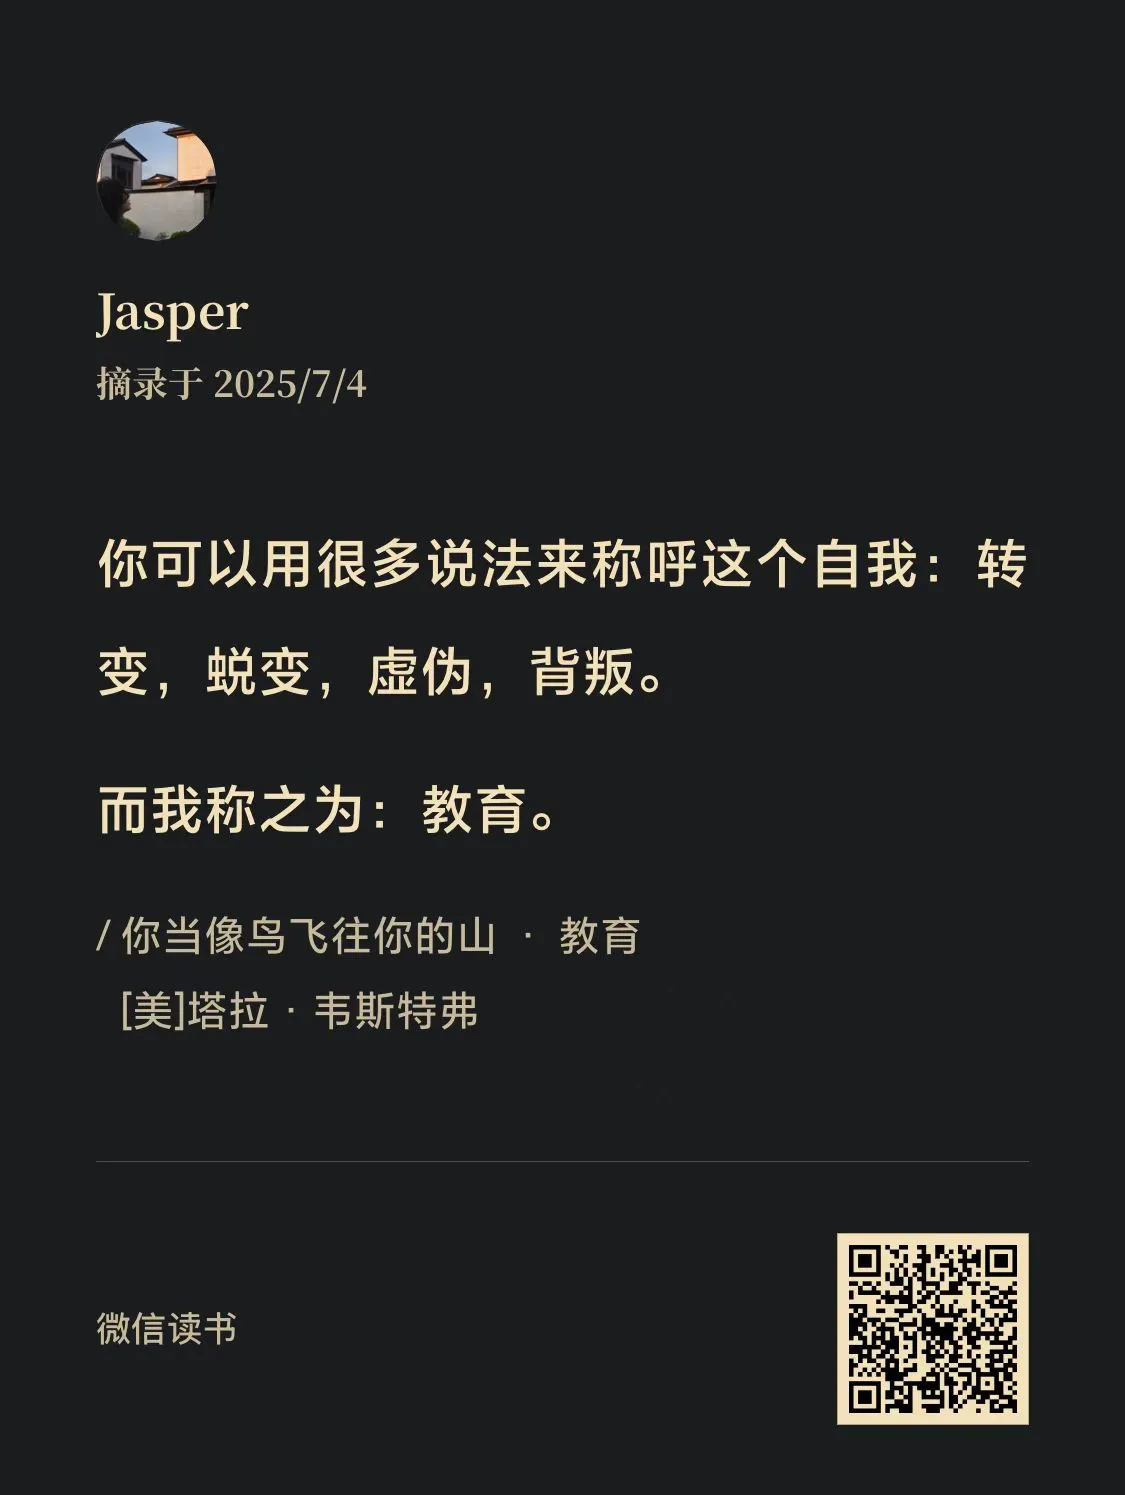 Jasper
摘录于 2025/7/4
你可以用很多说法来称呼这个自我：转
变，蜕变，虚伪，背叛。
而我称之为：教育。
/ 你当像鸟飞往你的山 · 教育
[美]塔拉 · 韦斯特弗
微信读书